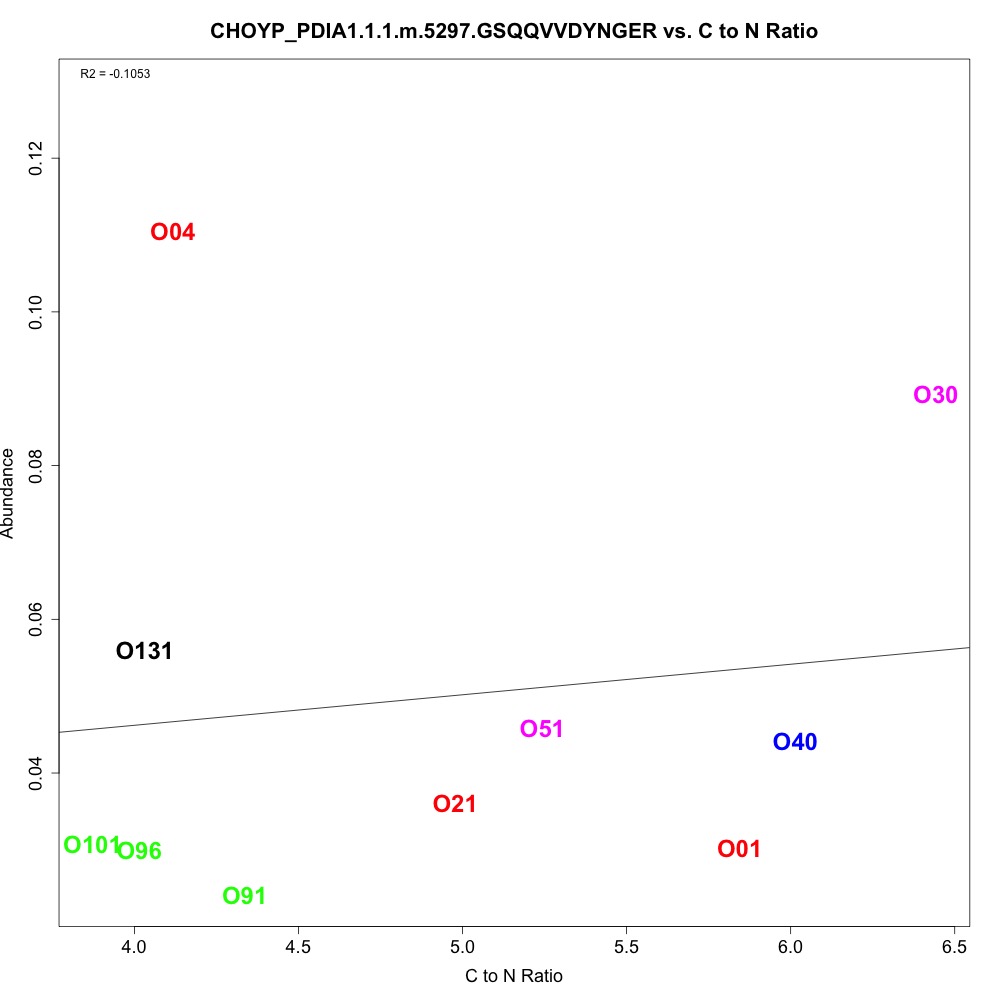 CHOYP_PDIA1.1.1.m.5297.GSQQVVDYNGER vs. C to N Ratio
R2 = -0.1053
0.12
O04
0.10
O30
0.08
Abundance
0.06
O131
O51
O40
0.04
O21
O101
O96
O01
O91
4.0 4.5 5.0 5.5 6.0 6.5
C to N Ratio